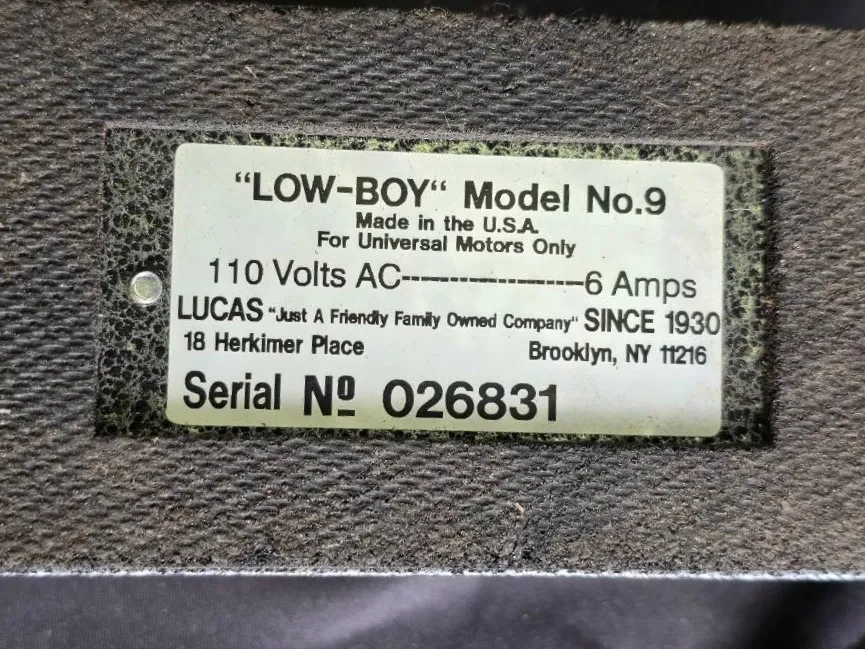 “LOW-BOY“ Model No.9
Made in the U.S.A.
For Universal Motors Only
110 Volts AC-------------------6 Amps
LUCAS “Just A Friendly Family Owned Company“ SINCE 1930
18 Herkimer Place Brooklyn, NY 11216
Serial Nº 026831